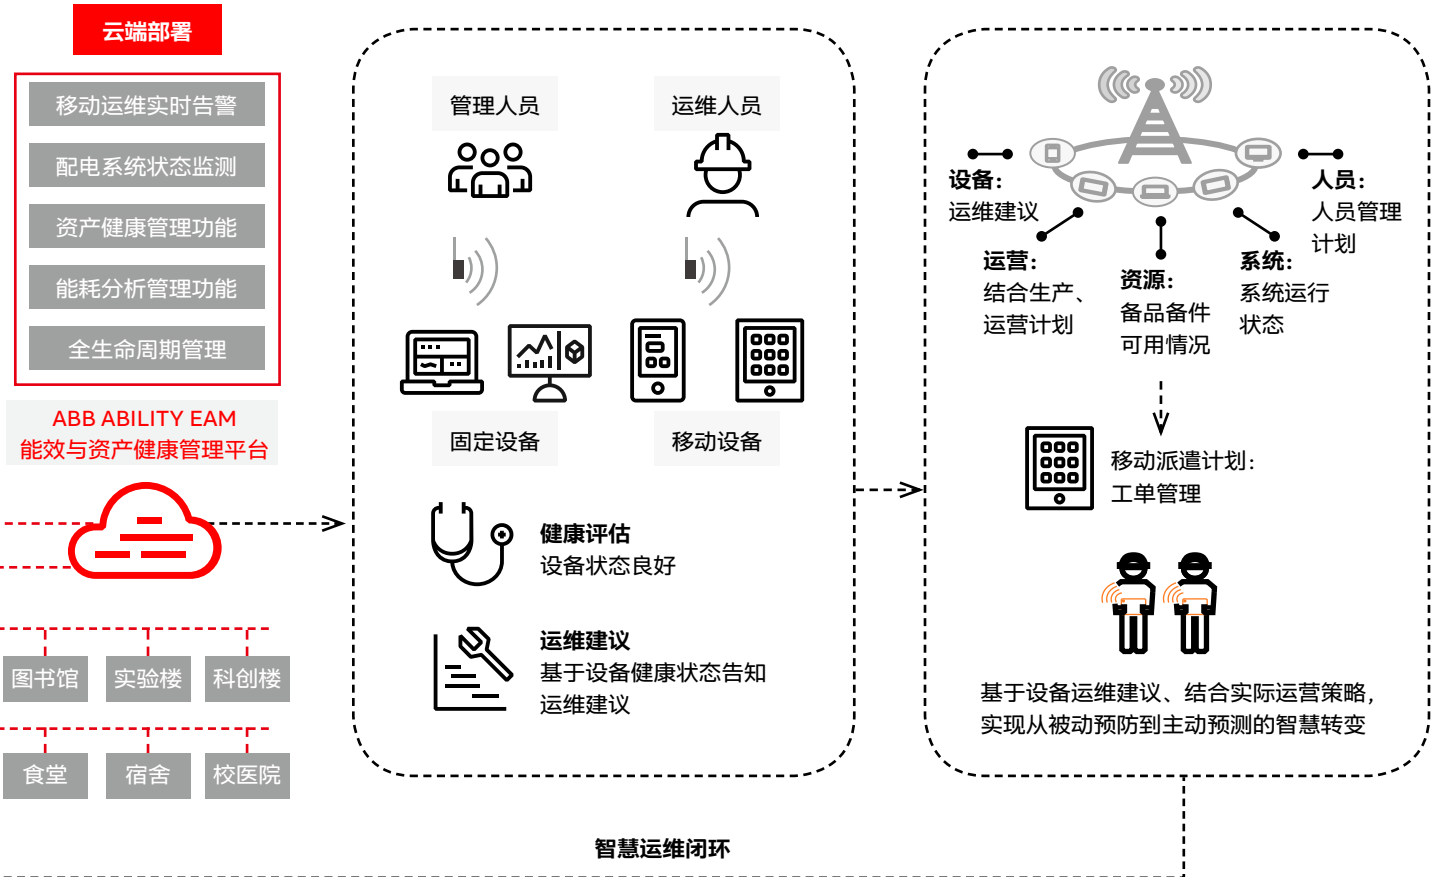 云端部署
移动运维实时告警
配电系统状态监测
资产健康管理功能
能耗分析管理功能
全生命周期管理
ABB ABILITY EAM
能效与资产健康管理平台
图书馆
实验楼
科创楼
食堂
宿舍
校医院
管理人员
运维人员
固定设备
移动设备
健康评估
设备状态良好
运维建议
基于设备健康状态告知
运维建议
设备：
运维建议
运营：
结合生产、
运营计划
资源：
备品备件
可用情况
系统：
系统运行
状态
人员：
人员管理
计划
移动派遣计划：
工单管理
基于设备运维建议、结合实际运营策略，
实现从被动预防到主动预测的智慧转变
智慧运维闭环